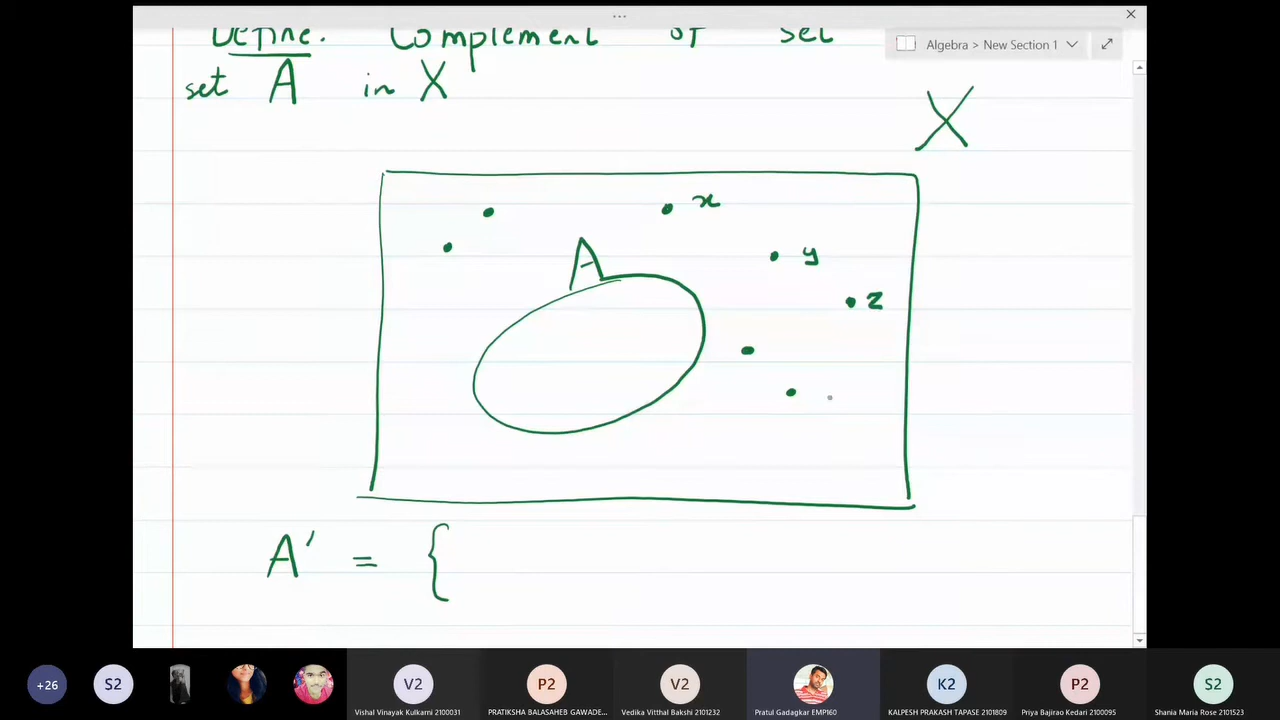 Define. Complement of set
set A in X
Algebra > New Section 1
X
x
A
y
z
A' = {
+26
S2
V2
P2
V2
K2
P2
S2
Vishal Vinayak Kulkarni 2100031
PRATIKSHA BALASAHEB GAWADE...
Vedika Vitthal Bakshi 2101232
Pratul Gadagkar EMP160
KALPESH PRAKASH TAPASE 2101809
Priya Bajirao Kedari 2100095
Shania Maria Rose 2101523